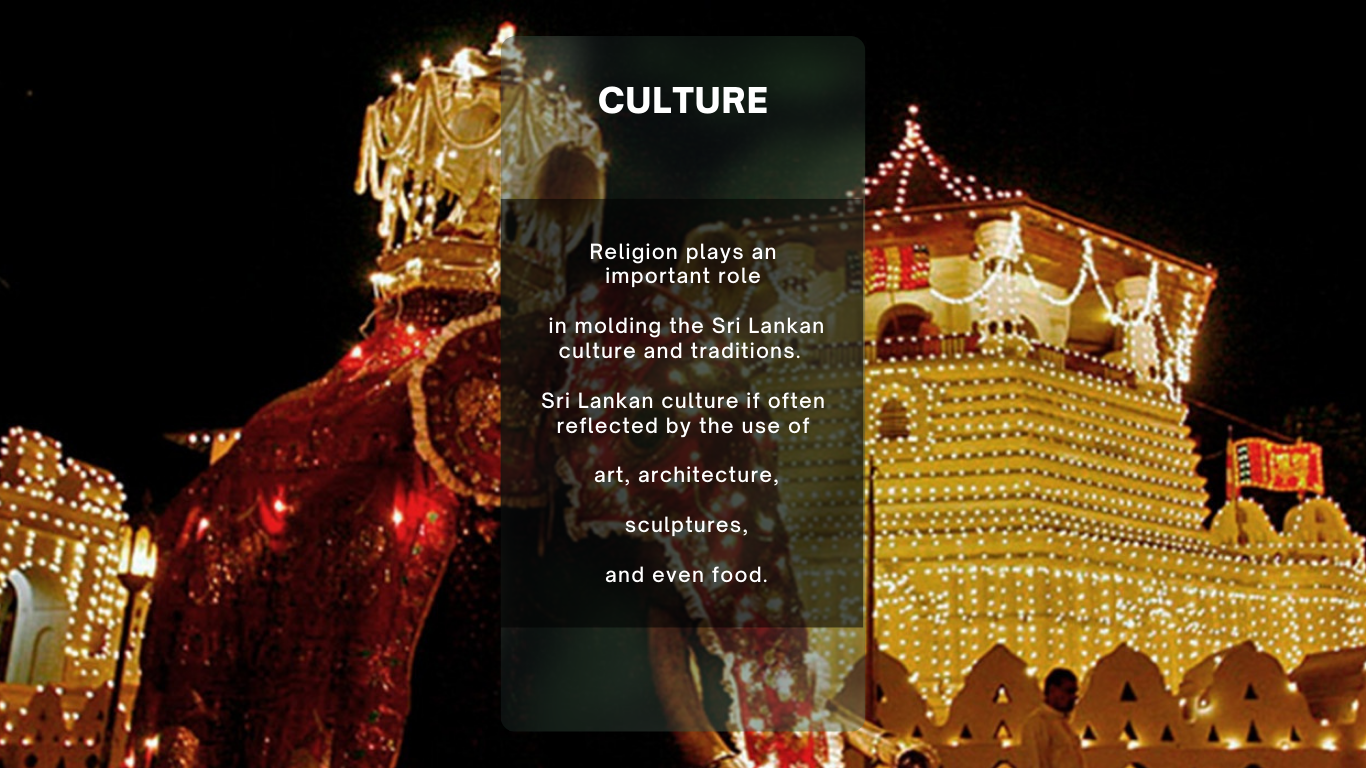 CULTURE
Religion plays an
important role
in molding the Sri Lankan
culture and traditions.
Sri Lankan culture if often
reflected by the use of
art, architecture,
sculptures,
and even food.